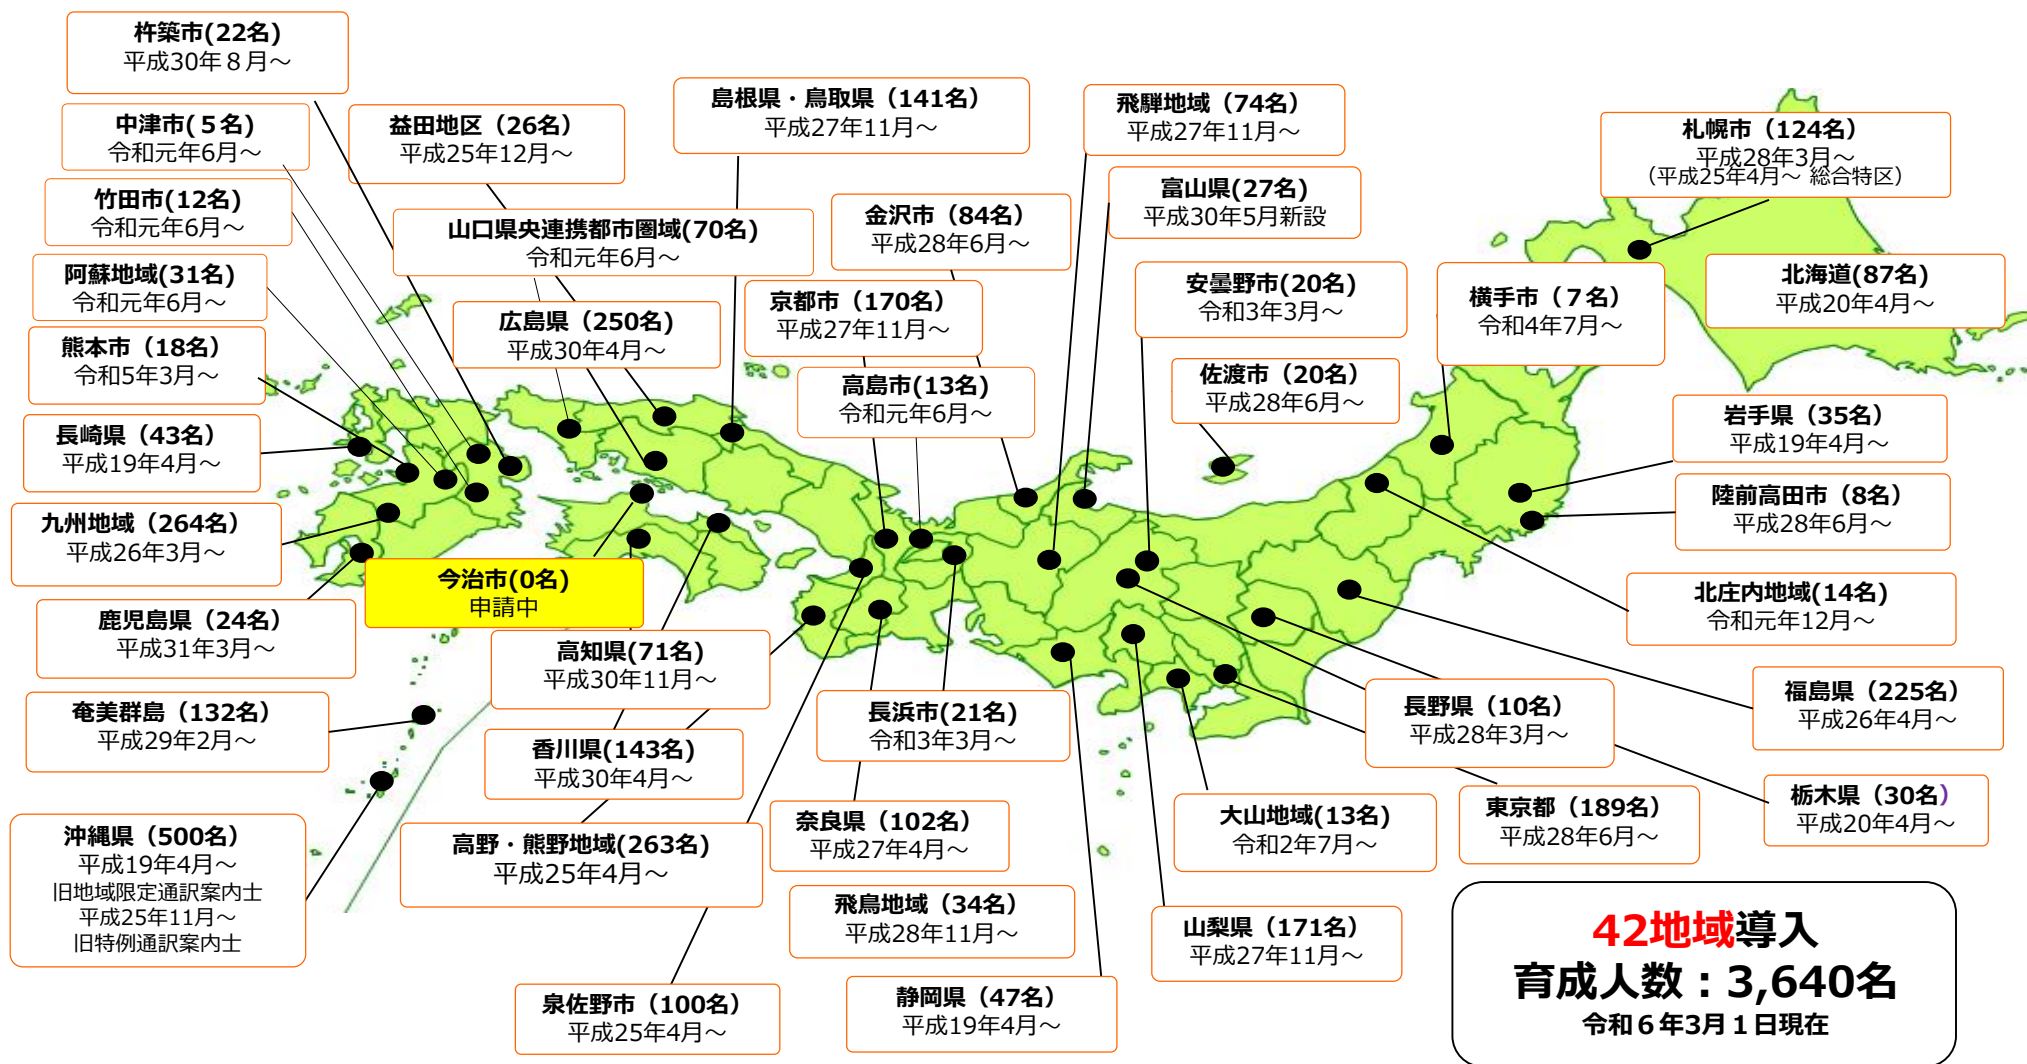 杵築市(22名)
平成30年８月～
中津市(５名)
令和元年6月～
竹田市(12名)
令和元年6月～
阿蘇地域(31名)
令和元年6月～
熊本市（18名）
令和5年3月～
長崎県（43名）
平成19年4月～
九州地域（264名）
平成26年3月～
鹿児島県（24名）
平成31年3月～
奄美群島（132名）
平成29年2月～
沖縄県（500名）
平成19年4月～
旧地域限定通訳案内士
平成25年11月～
旧特例通訳案内士
益田地区（26名）
平成25年12月～
島根県・鳥取県（141名）
平成27年11月～
山口県央連携都市圏域(70名)
令和元年6月～
広島県（250名）
平成30年4月～
今治市(0名)
申請中
高知県(71名)
平成30年11月～
香川県(143名)
平成30年4月～
高野・熊野地域(263名)
平成25年4月～
泉佐野市（100名）
平成25年4月～
金沢市（84名）
平成28年6月～
京都市（170名）
平成27年11月～
高島市(13名)
令和元年6月～
長浜市(21名)
令和3年3月～
奈良県（102名）
平成27年4月～
飛鳥地域（34名）
平成28年11月～
静岡県（47名）
平成19年4月～
飛騨地域（74名）
平成27年11月～
富山県(27名)
平成30年5月新設
安曇野市(20名)
令和3年3月～
佐渡市（20名）
平成28年6月～
横手市（７名）
令和4年7月～
札幌市（124名）
平成28年3月～
（平成25年4月～ 総合特区）
北海道(87名)
平成20年4月～
岩手県（35名）
平成19年4月～
陸前高田市（8名）
平成28年6月～
北庄内地域(14名)
令和元年12月～
福島県（225名）
平成26年4月～
長野県（10名）
平成28年3月～
栃木県（30名）
平成20年4月～
東京都（189名）
平成28年6月～
大山地域(13名)
令和2年7月～
山梨県（171名）
平成27年11月～
42地域導入
育成人数：3,640名
令和６年3月１日現在